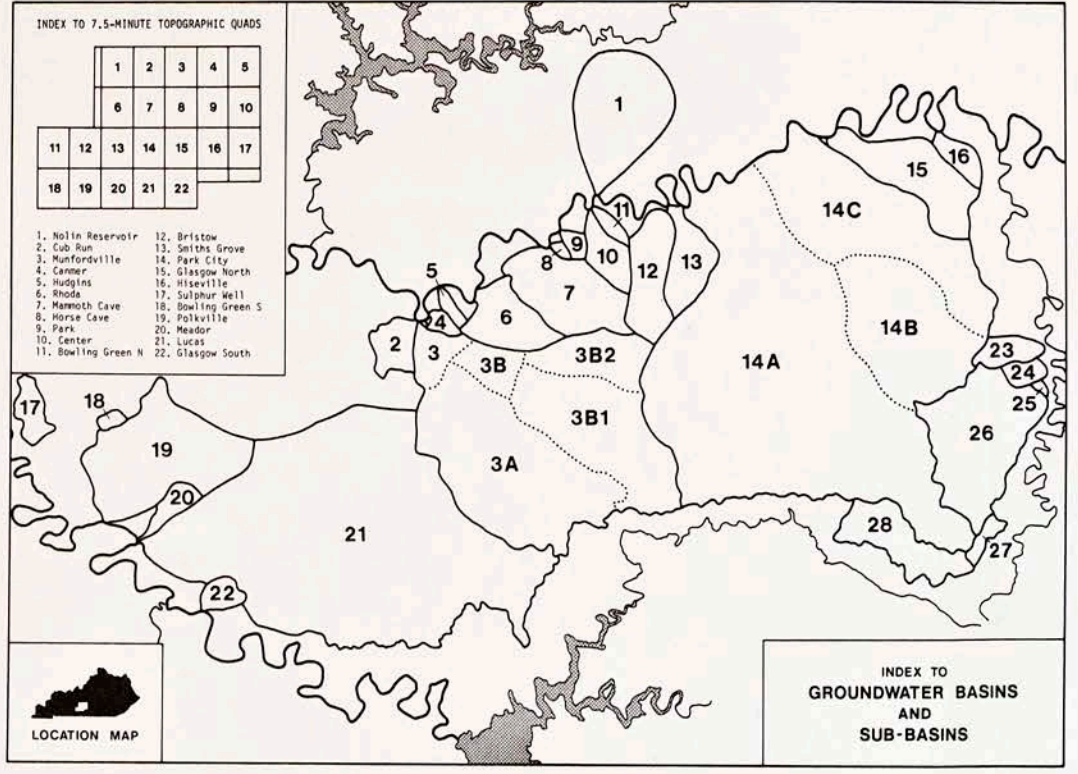 INDEX TO 7.5-MINUTE TOPOGRAPHIC QUADS
1 2 3 4 5
6 7 8 9 10
11 12 13 14 15 16 17
18 19 20 21 22
1. Nolin Reservoir
2. Cub Run
3. Munfordville
4. Canmer
5. Hudgins
6. Rhoda
7. Mammoth Cave
8. Horse Cave
9. Park
10. Center
11. Bowling Green N
12. Bristow
13. Smiths Grove
14. Park City
15. Glasgow North
16. Hiseville
17. Sulphur Well
18. Bowling Green S
19. Polkville
20. Meador
21. Lucas
22. Glasgow South
1
16
15
11
14C
9
10
8
12
13
5
7
6
4
14B
2
3
3B
3B2
23
14A
24
25
17
18
3B1
26
19
3A
20
28
21
27
22
LOCATION MAP
INDEX TO
GROUNDWATER BASINS
AND
SUB-BASINS